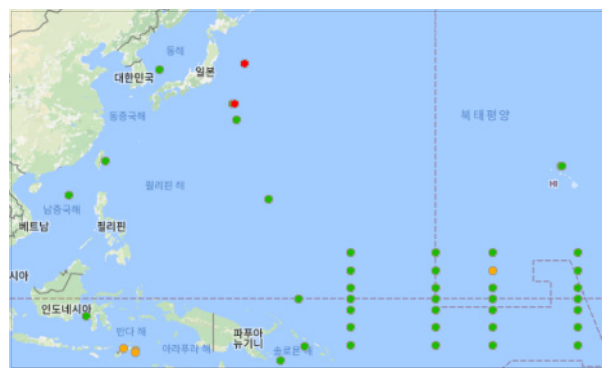 동해
대한민국
일본
동중국해
북태평양
필리핀 해
HI
남중국해
베트남
필리핀
시아
인도네시아
반다 해
아라푸라 해
파푸아
뉴기니
솔로몬 해